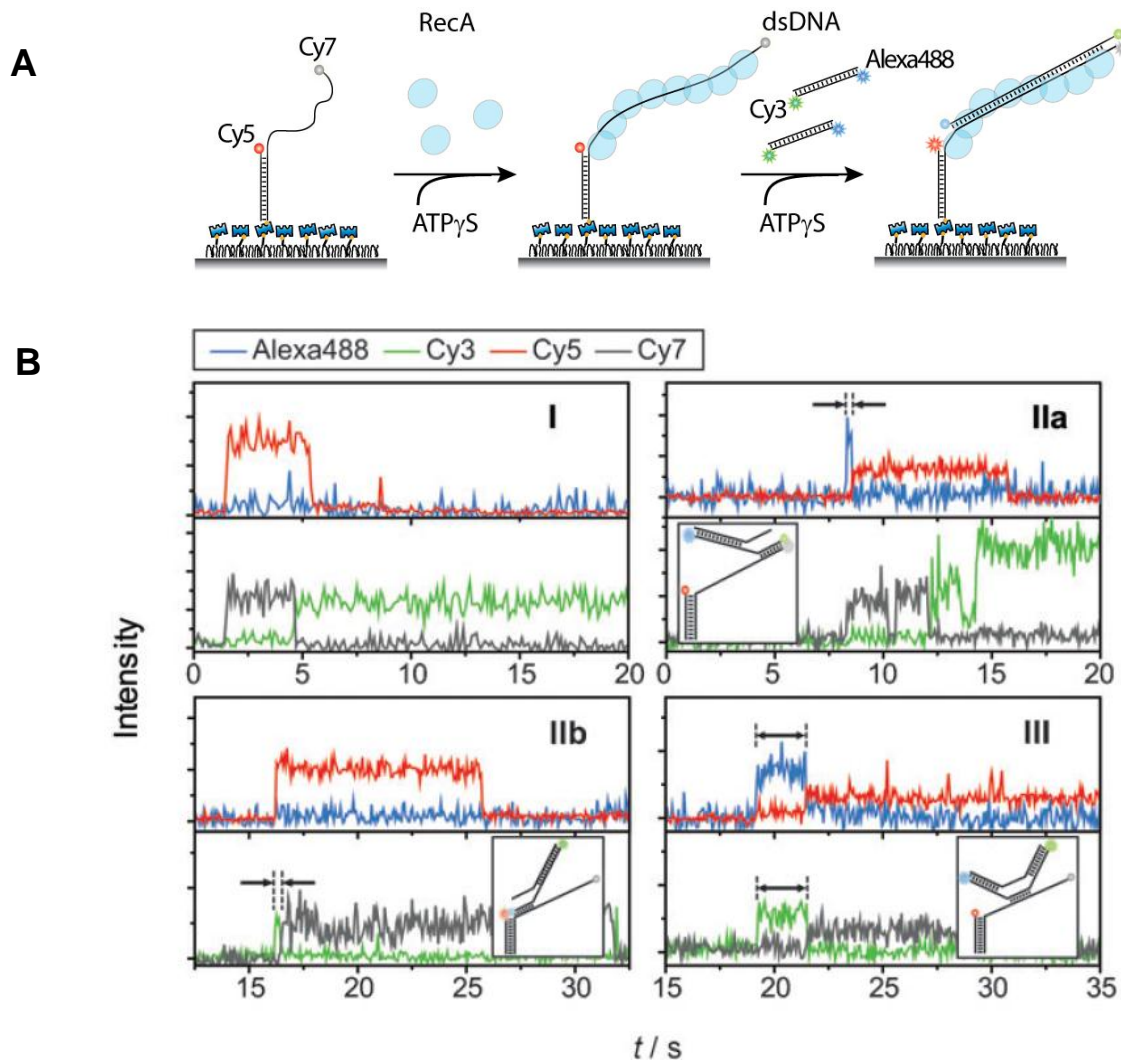 A
Cy7
RecA
dsDNA
Alexa488
Cy5
Cy3
ATPγS
ATPγS
B
Alexa488 Cy3 Cy5 Cy7
I
IIa
0 5 10 15 20
0 5 10 15 20
Intensity
IIb
III
15 20 25 30
15 20 25 30 35
t / s